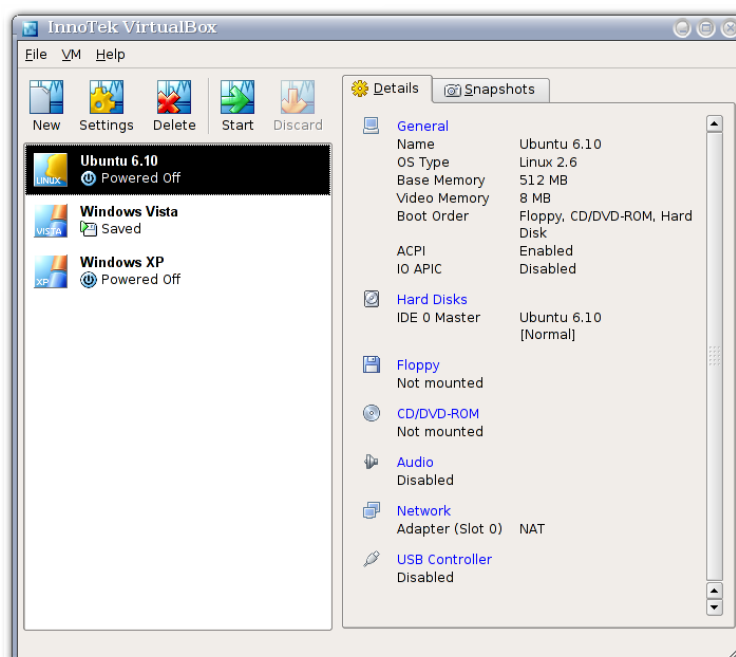 InnoTek VirtualBox
File VM Help
New Settings Delete Start Discard
Details Snapshots
LINUX
Ubuntu 6.10
Powered Off
VISTA
Windows Vista
Saved
XP
Windows XP
Powered Off
General
Name Ubuntu 6.10
OS Type Linux 2.6
Base Memory 512 MB
Video Memory 8 MB
Boot Order Floppy, CD/DVD-ROM, Hard
Disk
ACPI Enabled
IO APIC Disabled
Hard Disks
IDE 0 Master Ubuntu 6.10
[Normal]
Floppy
Not mounted
CD/DVD-ROM
Not mounted
Audio
Disabled
Network
Adapter (Slot 0) NAT
USB Controller
Disabled